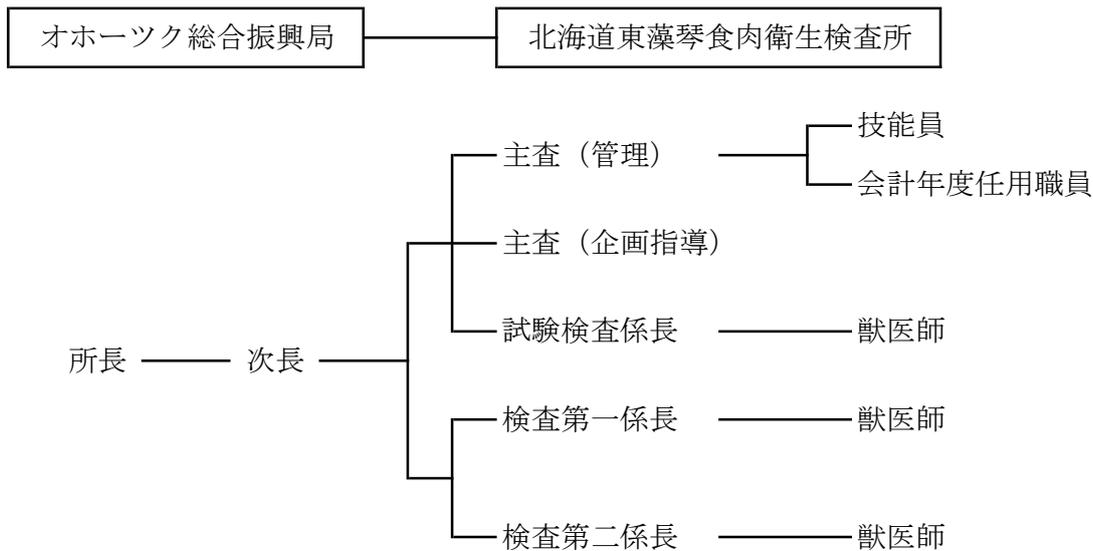 オホーツク総合振興局
北海道東藻琴食肉衛生検査所
技能員
主査（管理）
会計年度任用職員
主査（企画指導）
試験検査係長
獣医師
所長
次長
検査第一係長
獣医師
検査第二係長
獣医師